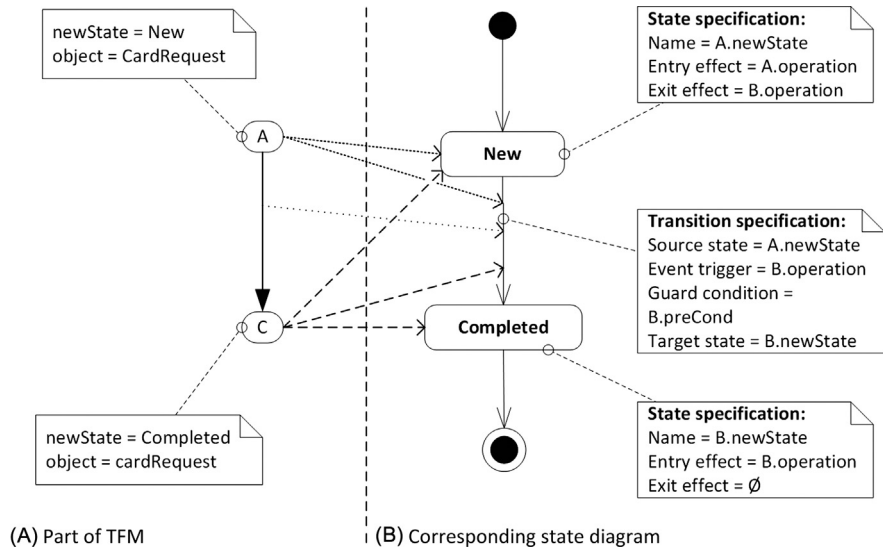 newState = New
object = CardRequest
A
C
newState = Completed
object = cardRequest
(A) Part of TFM
New
Completed
State specification:
Name = A.newState
Entry effect = A.operation
Exit effect = B.operation
Transition specification:
Source state = A.newState
Event trigger = B.operation
Guard condition =
B.preCond
Target state = B.newState
State specification:
Name = B.newState
Entry effect = B.operation
Exit effect = Ø
(B) Corresponding state diagram